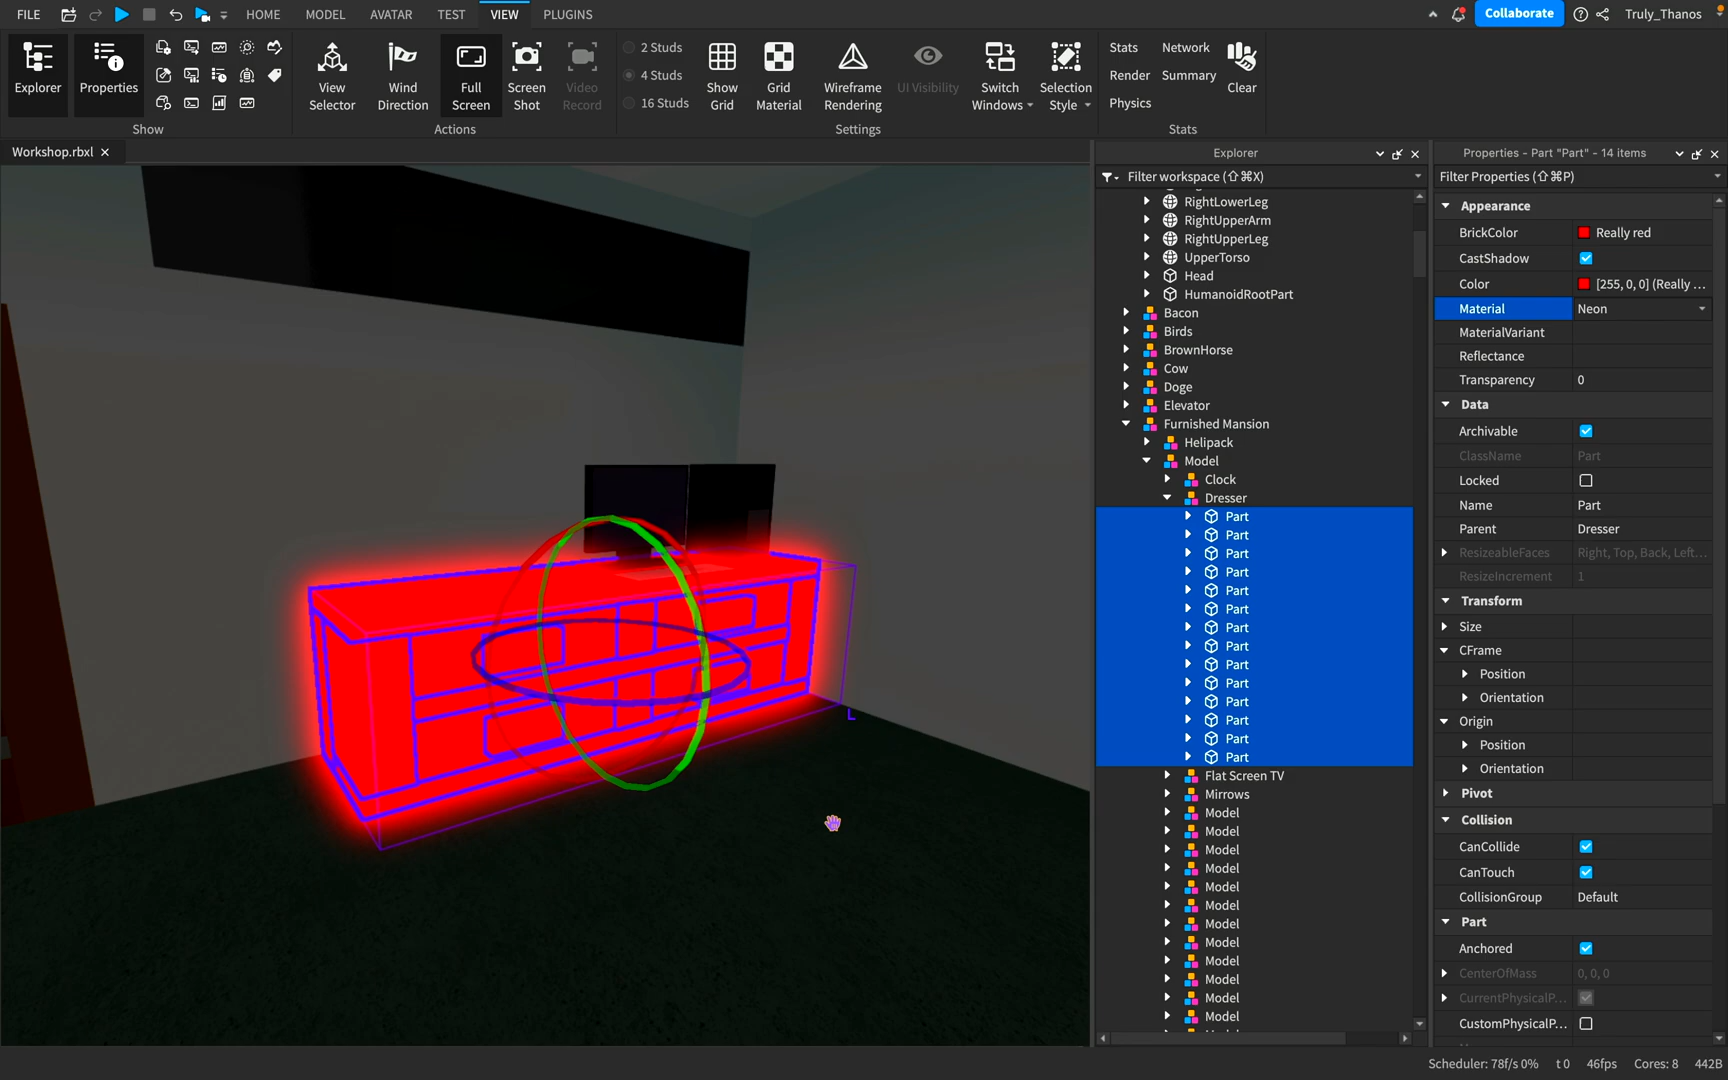 FILE
HOME
MODEL
AVATAR
TEST
VIEW
PLUGINS
Collaborate
Truly_Thanos
Explorer
Properties
Show
View
Selector
Wind
Direction
Full
Screen
Screen
Shot
Video
Record
Actions
2 Studs
4 Studs
16 Studs
Show
Grid
Grid
Material
Wireframe
Rendering
UI Visibility
Switch
Windows
Selection
Style
Settings
Stats
Network
Render
Summary
Physics
Clear
Stats
Workshop.rbxl
L
Explorer
Filter workspace (⇧⌘X)
RightLowerLeg
RightUpperArm
RightUpperLeg
UpperTorso
Head
HumanoidRootPart
Bacon
Birds
BrownHorse
Cow
Doge
Elevator
Furnished Mansion
Helipack
Model
Clock
Dresser
Part
Part
Part
Part
Part
Part
Part
Part
Part
Part
Part
Part
Part
Part
Flat Screen TV
Mirrows
Model
Model
Model
Model
Model
Model
Model
Model
Model
Model
Model
Model
Properties - Part "Part" - 14 items
Filter Properties (⇧⌘P)
Appearance
BrickColor Really red
CastShadow
Color [255, 0, 0] (Really ...
Material Neon
MaterialVariant
Reflectance
Transparency 0
Data
Archivable
ClassName Part
Locked
Name Part
Parent Dresser
ResizeableFaces Right, Top, Back, Left...
ResizeIncrement 1
Transform
Size
CFrame
Position
Orientation
Origin
Position
Orientation
Pivot
Collision
CanCollide
CanTouch
CollisionGroup Default
Part
Anchored
CenterOfMass 0, 0, 0
CurrentPhysicalP...
CustomPhysicalP...
Scheduler: 78f/s 0% t 0 46fps Cores: 8 442B